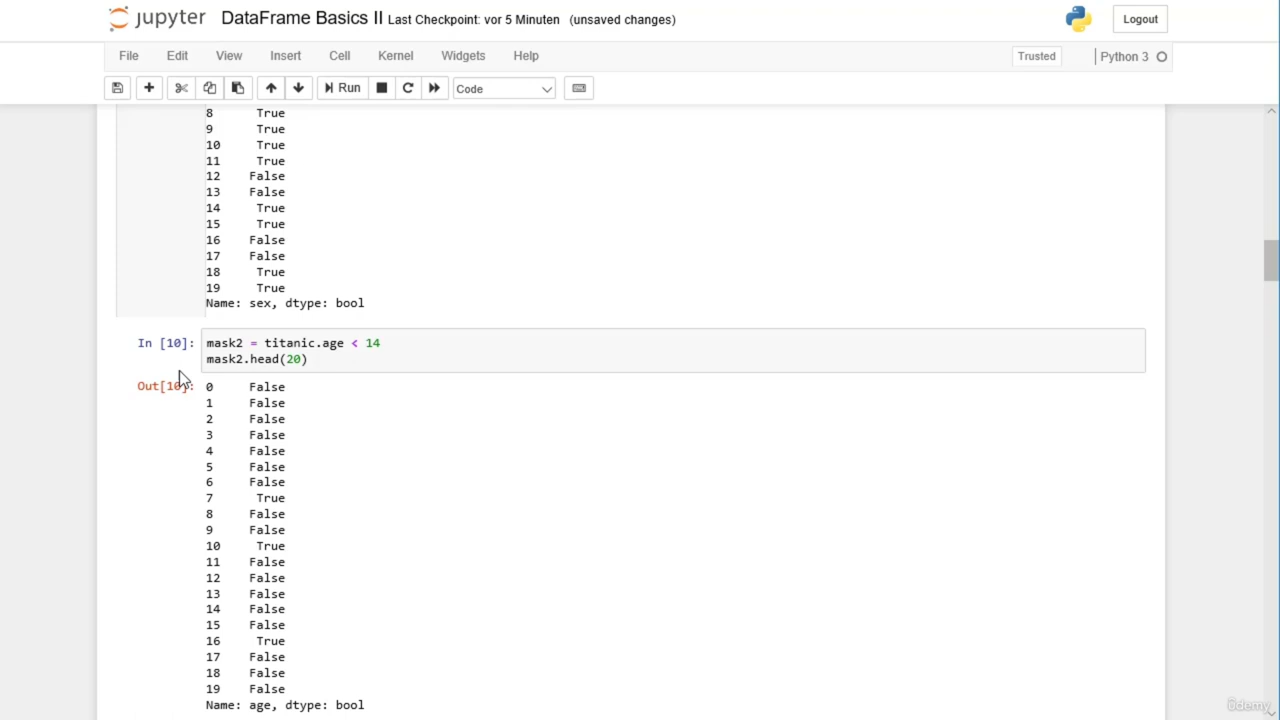 jupyter DataFrame Basics II Last Checkpoint: vor 5 Minuten (unsaved changes) Logout
File Edit View Insert Cell Kernel Widgets Help Trusted Python 3
Run Code
8 True
9 True
10 True
11 True
12 False
13 False
14 True
15 True
16 False
17 False
18 True
19 True
Name: sex, dtype: bool
In [10]: mask2 = titanic.age < 14
mask2.head(20)
Out[10]: 0 False
1 False
2 False
3 False
4 False
5 False
6 False
7 True
8 False
9 False
10 True
11 False
12 False
13 False
14 False
15 False
16 True
17 False
18 False
19 False
Name: age, dtype: bool
Udemy